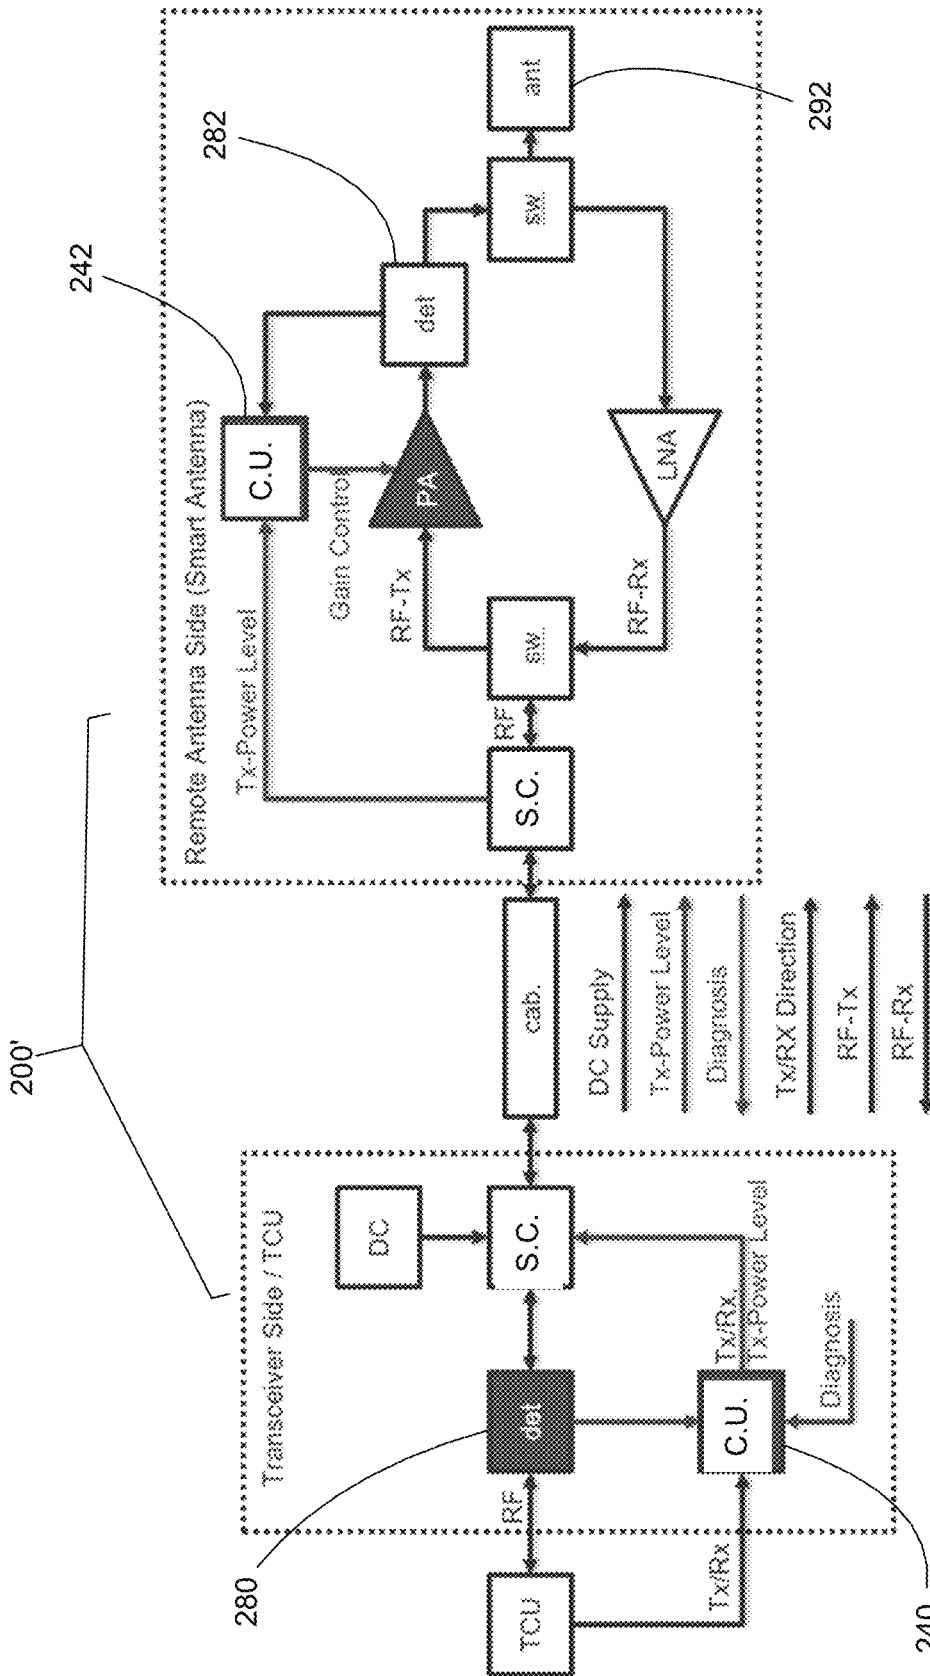 200'
Transceiver Side / TCU
DC
TCU
RF
det
S.C.
280
Tx/Rx
C.U.
Tx/Rx,
Tx-Power Level
Diagnosis
240
cab.
DC Supply
Tx-Power Level
Diagnosis
Tx/RX Direction
RF-Tx
RF-Rx
Remote Antenna Side (Smart Antenna)
242
282
Tx-Power Level
C.U.
Gain Control
RF-Tx
PA
det
S.C.
RF
sw.
sw.
ant
292
RF-Rx
LNA